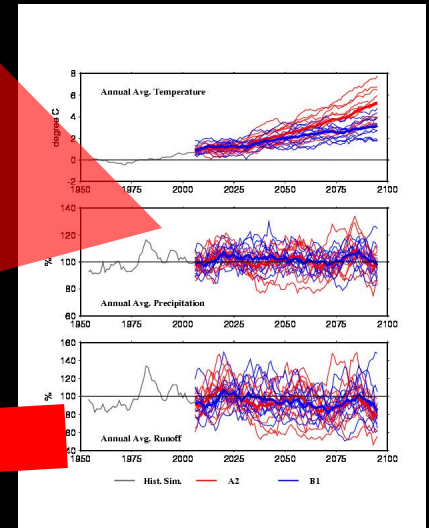 8
Annual Avg. Temperature
6
4
degree C
2
0
-2
1950 1975 2000 2025 2050 2075 2100
140
120
% 100
80
Annual Avg. Precipitation
60
1950 1975 2000 2025 2050 2075 2100
160
140
120
% 100
80
60
Annual Avg. Runoff
40
1950 1975 2000 2025 2050 2075 2100
Hist. Sim. A2 B1